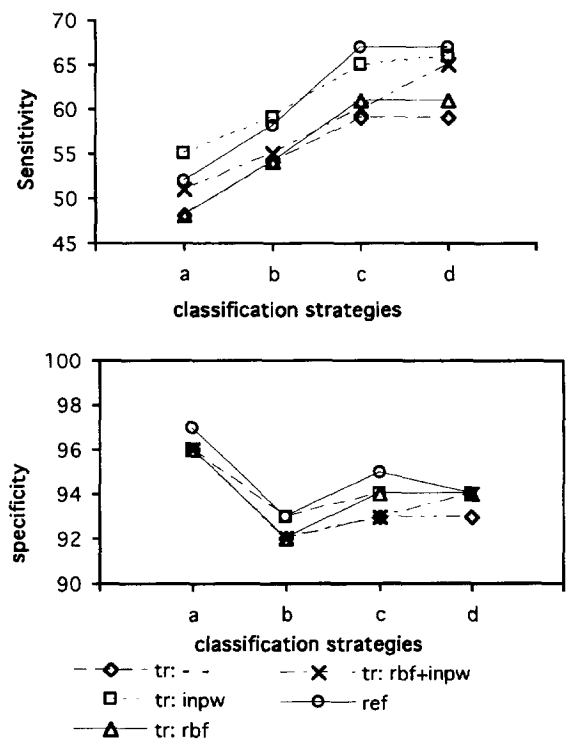 70
65
60
55
50
45
Sensitivity
a b c d
classification strategies
100
98
96
94
92
90
specificity
a b c d
classification strategies
tr: -- tr: rbf+inpw
tr: inpw ref
tr: rbf